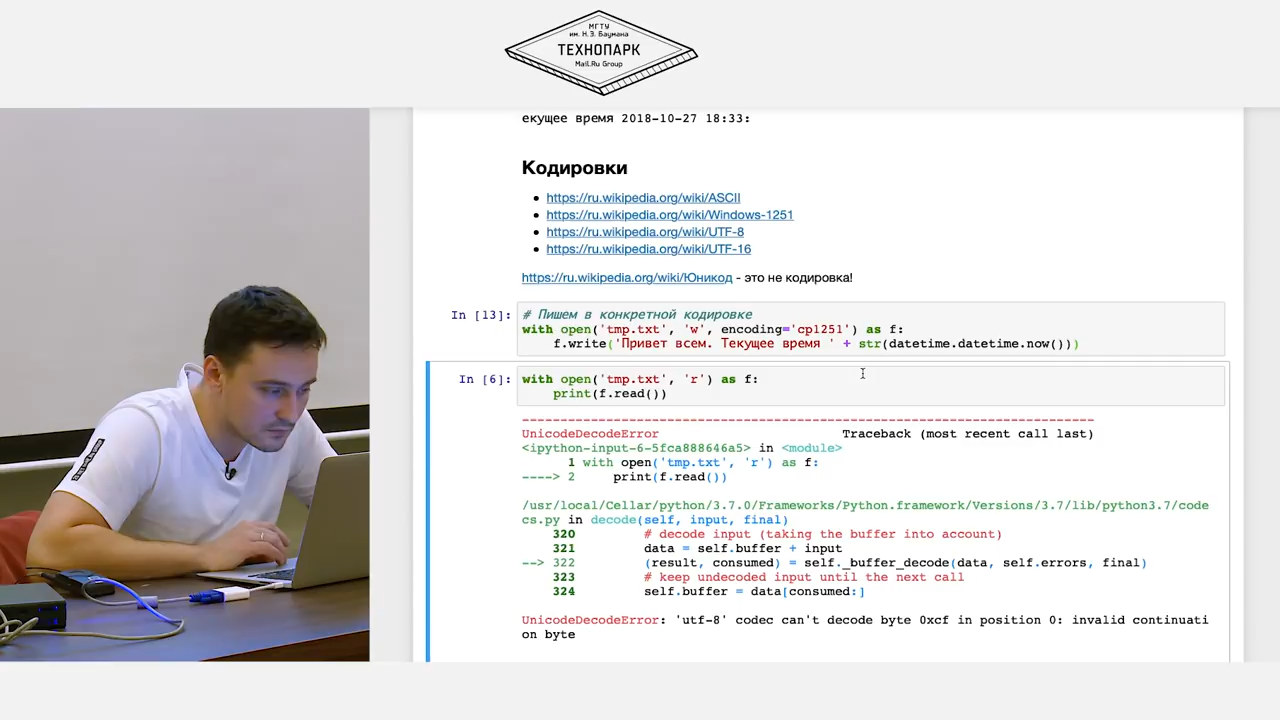 МГТУ
им. Н.Э. Баумана
ТЕХНОПАРК
Mail.Ru Group
екущее время 2018-10-27 18:33:
Кодировки
• https://ru.wikipedia.org/wiki/ASCII
• https://ru.wikipedia.org/wiki/Windows-1251
• https://ru.wikipedia.org/wiki/UTF-8
• https://ru.wikipedia.org/wiki/UTF-16
https://ru.wikipedia.org/wiki/Юникод - это не кодировка!
In [13]: # Пишем в конкретной кодировке
with open('tmp.txt', 'w', encoding='cp1251') as f:
    f.write('Привет всем. Текущее время ' + str(datetime.datetime.now()))
In [6]: with open('tmp.txt', 'r') as f:
    print(f.read())
---------------------------------------------------------------------------
UnicodeDecodeError                        Traceback (most recent call last)
<ipython-input-6-5fca888646a5> in <module>
      1 with open('tmp.txt', 'r') as f:
----> 2     print(f.read())
/usr/local/Cellar/python/3.7.0/Frameworks/Python.framework/Versions/3.7/lib/python3.7/code
cs.py in decode(self, input, final)
    320         # decode input (taking the buffer into account)
    321         data = self.buffer + input
--> 322         (result, consumed) = self._buffer_decode(data, self.errors, final)
    323         # keep undecoded input until the next call
    324         self.buffer = data[consumed:]
UnicodeDecodeError: 'utf-8' codec can't decode byte 0xcf in position 0: invalid continuati
on byte